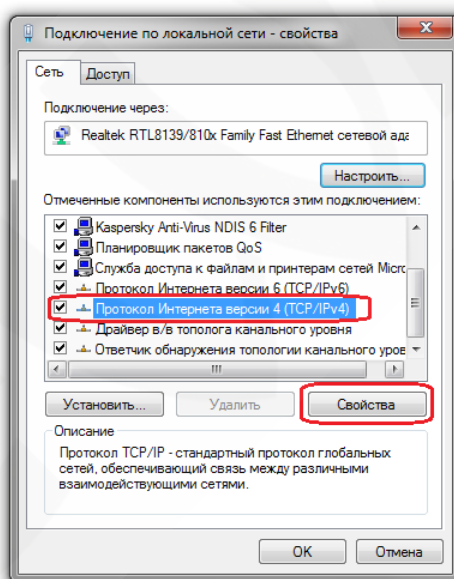 Подключение по локальной сети - свойства
Сеть Доступ
Подключение через:
Realtek RTL8139/810x Family Fast Ethernet сетевой ада
Настроить...
Отмеченные компоненты используются этим подключением:
Kaspersky Anti-Virus NDIS 6 Filter
Планировщик пакетов QoS
Служба доступа к файлам и принтерам сетей Micro
Протокол Интернета версии 6 (TCP/IPv6)
Протокол Интернета версии 4 (TCP/IPv4)
Драйвер в/в тополога канального уровня
Ответчик обнаружения топологии канального уров
Установить... Удалить Свойства
Описание
Протокол TCP/IP - стандартный протокол глобальных
сетей, обеспечивающий связь между различными
взаимодействующими сетями.
OK Отмена